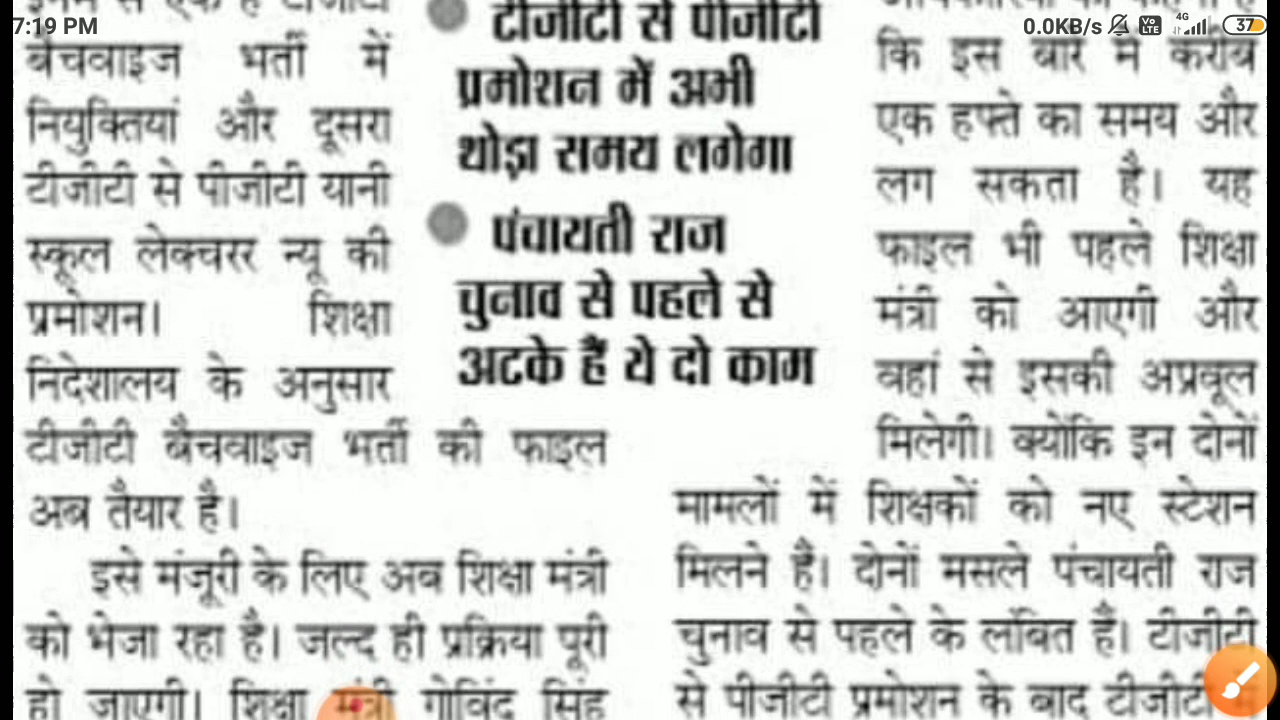 7:19 PM
0.0KB/s
Vo LTE
4G
37
बैचवाइज भर्ती में
नियुक्तियां और दूसरा
टीजीटी से पीजीटी यानी
स्कूल लेक्चरर न्यू की
प्रमोशन। शिक्षा
निदेशालय के अनुसार
टीजीटी बैचवाइज भर्ती की फाइल
अब तैयार है।
इसे मंजूरी के लिए अब शिक्षा मंत्री
को भेजा रहा है। जल्द ही प्रक्रिया पूरी
हो जाएगी। शिक्षा मंत्री गोविंद सिंह
टीजीटी से पीजीटी
प्रमोशन में अभी
थोड़ा समय लगेगा
पंचायती राज
चुनाव से पहले से
अटके हैं ये दो काम
कि इस बारे में करीब
एक हफ्ते का समय और
लग सकता है। यह
फाइल भी पहले शिक्षा
मंत्री को आएगी और
वहां से इसकी अप्रवूल
मिलेगी। क्योंकि इन दोनों
मामलों में शिक्षकों को नए स्टेशन
मिलने हैं। दोनों मसले पंचायती राज
चुनाव से पहले के लंबित हैं। टीजीटी
से पीजीटी प्रमोशन के बाद टीजीटी